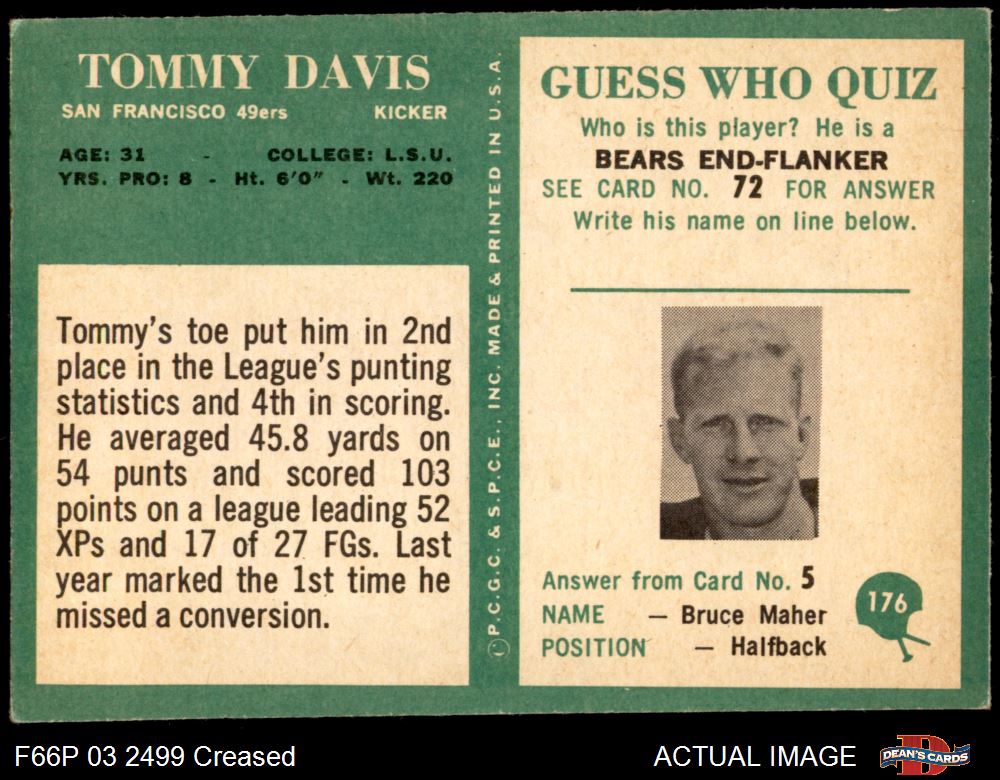 TOMMY DAVIS
SAN FRANCISCO 49ers KICKER
AGE: 31 - COLLEGE: L.S.U.
YRS. PRO: 8 - Ht. 6'0" - Wt. 220
Tommy's toe put him in 2nd
place in the League's punting
statistics and 4th in scoring.
He averaged 45.8 yards on
54 punts and scored 103
points on a league leading 52
XPs and 17 of 27 FGs. Last
year marked the 1st time he
missed a conversion.
©P.C.G.C. & S.P.C.E., INC. MADE & PRINTED IN U.S.A.
GUESS WHO QUIZ
Who is this player? He is a
BEARS END-FLANKER
SEE CARD NO. 72 FOR ANSWER
Write his name on line below.
Answer from Card No. 5
NAME — Bruce Maher
POSITION — Halfback
176
F66P 03 2499 Creased
ACTUAL IMAGE
DEAN'S CARDS